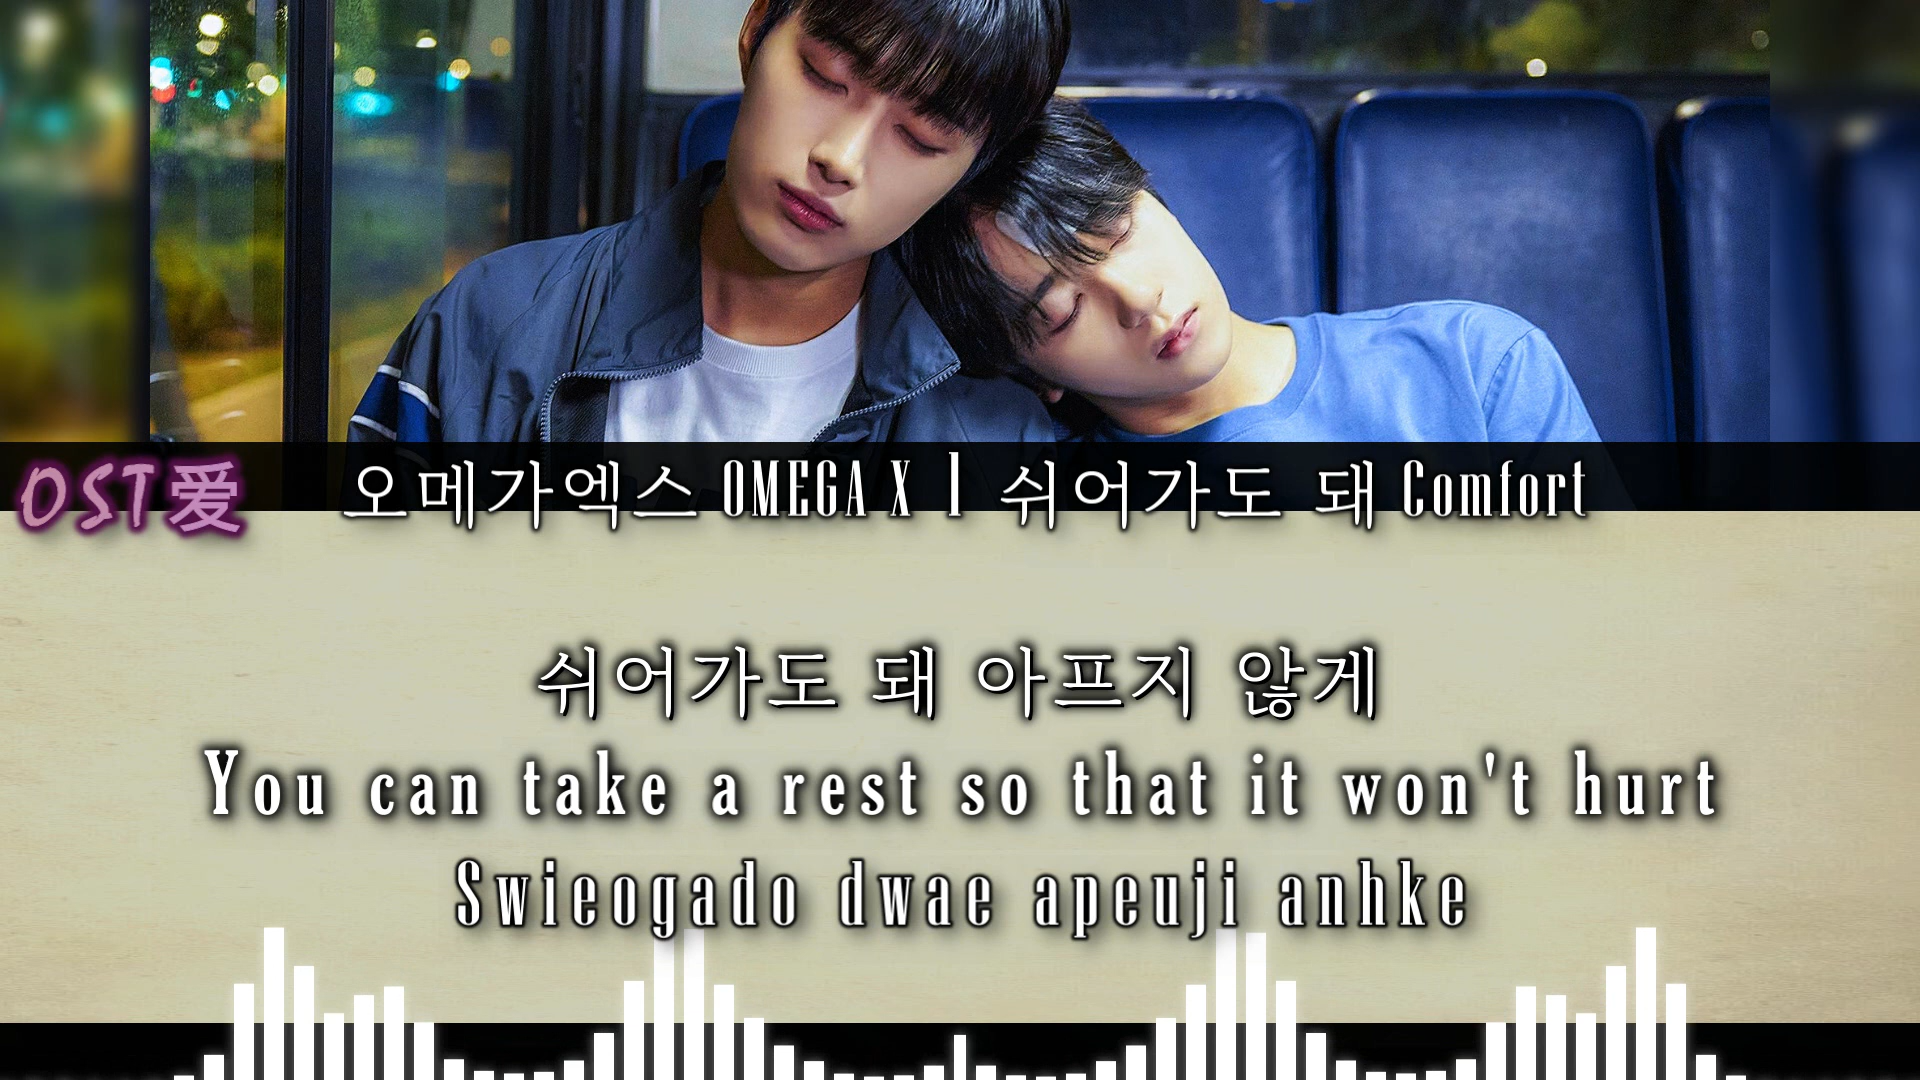 OST爱
오메가엑스 OMEGA X | 쉬어가도 돼 Comfort
쉬어가도 돼 아프지 않게
You can take a rest so that it won't hurt
Swieogado dwae apeuji anhke